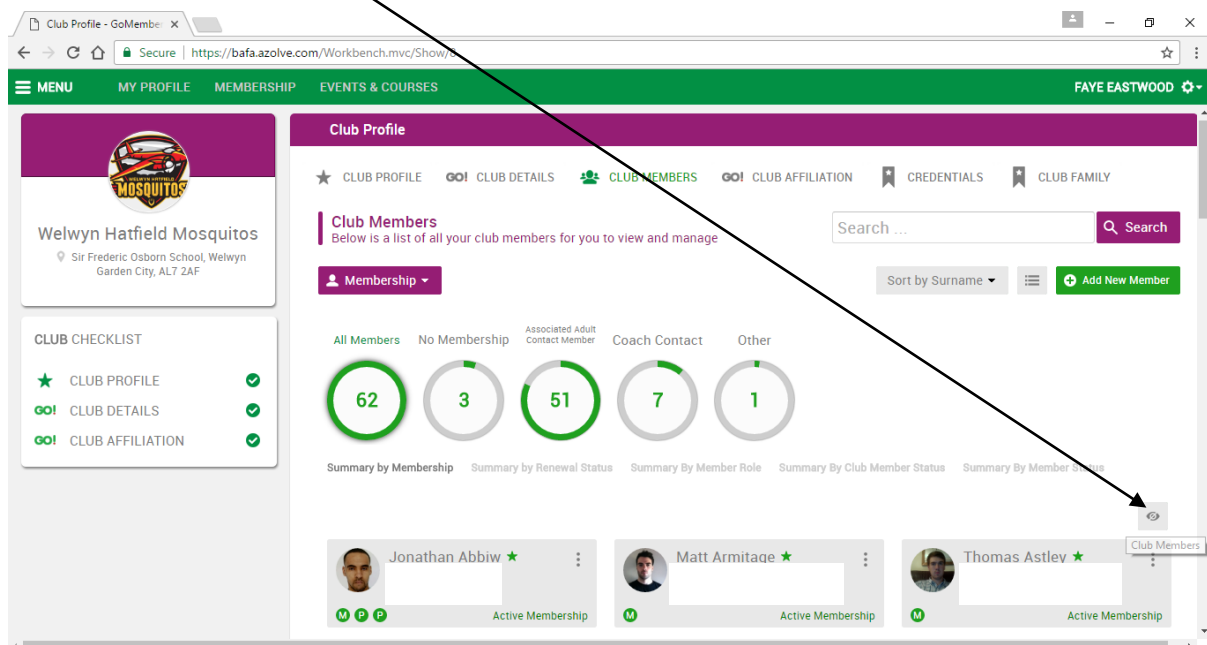 Club Profile - GoMembe
Secure | https://bafa.azolve.com/Workbench.mvc/Show/
MENU MY PROFILE MEMBERSHIP EVENTS & COURSES FAYE EASTWOOD
WELWYN HATFIELD
MOSQUITOS
Welwyn Hatfield Mosquitos
Sir Frederic Osborn School, Welwyn
Garden City, AL7 2AF
CLUB CHECKLIST
CLUB PROFILE
GO! CLUB DETAILS
GO! CLUB AFFILIATION
Club Profile
CLUB PROFILE GO! CLUB DETAILS CLUB MEMBERS GO! CLUB AFFILIATION CREDENTIALS CLUB FAMILY
Club Members
Below is a list of all your club members for you to view and manage
Search ... Search
Membership Sort by Surname Add New Member
All Members No Membership Associated Adult Contact Member Coach Contact Other
62 3 51 7 1
Summary by Membership Summary by Renewal Status Summary By Member Role Summary By Club Member Status Summary By Member Status
Club Members
Jonathan Abbiw Matt Armitage Thomas Astley
M P P Active Membership M Active Membership M Active Membership